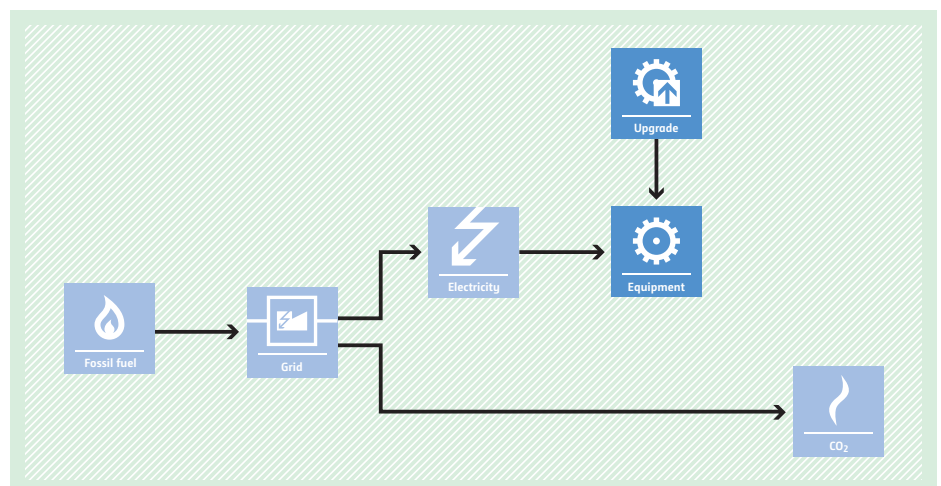 Upgrade
Electricity
Equipment
Fossil fuel
Grid
CO₂